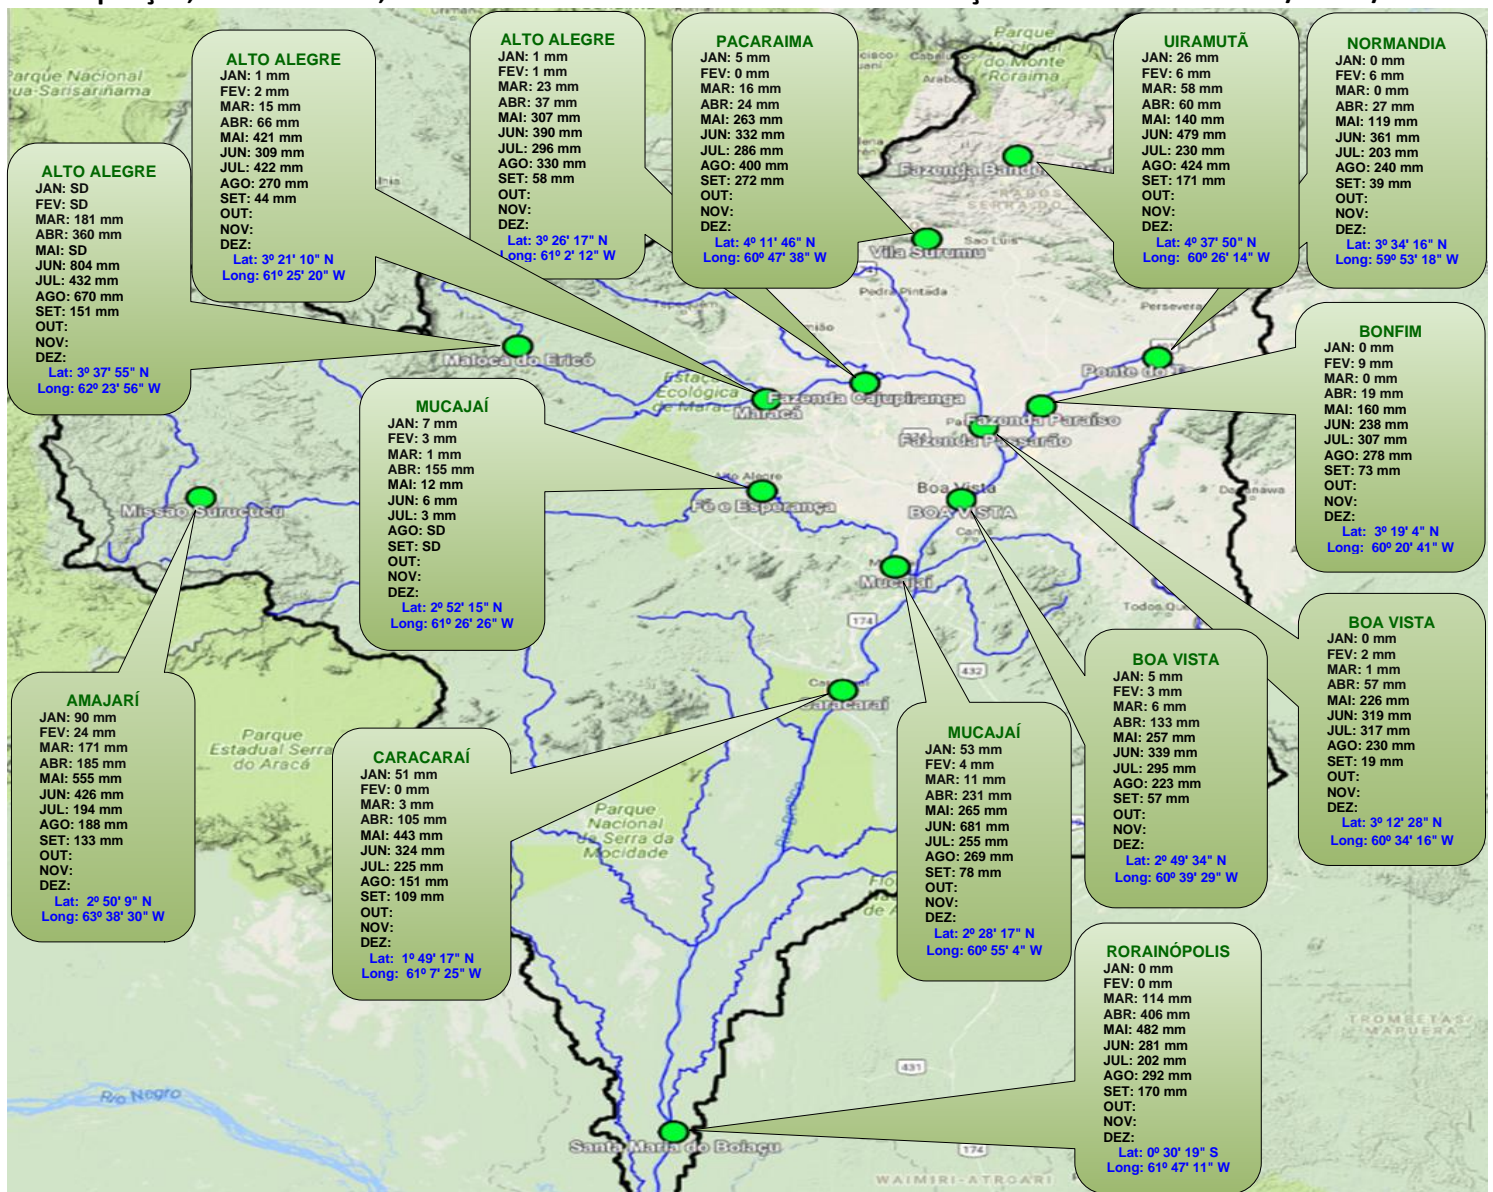 ALTO ALEGRE
JAN: SD
FEV: SD
MAR: 181 mm
ABR: 360 mm
MAI: SD
JUN: 804 mm
JUL: 432 mm
AGO: 670 mm
SET: 151 mm
OUT:
NOV:
DEZ:
Lat: 3º 37' 55" N
Long: 62º 23' 56" W
ALTO ALEGRE
JAN: 1 mm
FEV: 2 mm
MAR: 15 mm
ABR: 66 mm
MAI: 421 mm
JUN: 309 mm
JUL: 422 mm
AGO: 270 mm
SET: 44 mm
OUT:
NOV:
DEZ:
Lat: 3º 21' 10" N
Long: 61º 25' 20" W
ALTO ALEGRE
JAN: 1 mm
FEV: 1 mm
MAR: 23 mm
ABR: 37 mm
MAI: 307 mm
JUN: 390 mm
JUL: 296 mm
AGO: 330 mm
SET: 58 mm
OUT:
NOV:
DEZ:
Lat: 3º 26' 17" N
Long: 61º 2' 12" W
PACARAIMA
JAN: 5 mm
FEV: 0 mm
MAR: 16 mm
ABR: 24 mm
MAI: 263 mm
JUN: 332 mm
JUL: 286 mm
AGO: 400 mm
SET: 272 mm
OUT:
NOV:
DEZ:
Lat: 4º 11' 46" N
Long: 60º 47' 38" W
UIRAMUTÃ
JAN: 26 mm
FEV: 6 mm
MAR: 58 mm
ABR: 60 mm
MAI: 140 mm
JUN: 479 mm
JUL: 230 mm
AGO: 424 mm
SET: 171 mm
OUT:
NOV:
DEZ:
Lat: 4º 37' 50" N
Long: 60º 26' 14" W
NORMANDIA
JAN: 0 mm
FEV: 6 mm
MAR: 0 mm
ABR: 27 mm
MAI: 119 mm
JUN: 361 mm
JUL: 203 mm
AGO: 240 mm
SET: 39 mm
OUT:
NOV:
DEZ:
Lat: 3º 34' 16" N
Long: 59º 53' 18" W
BONFIM
JAN: 0 mm
FEV: 9 mm
MAR: 0 mm
ABR: 19 mm
MAI: 160 mm
JUN: 238 mm
JUL: 307 mm
AGO: 278 mm
SET: 73 mm
OUT:
NOV:
DEZ:
Lat: 3º 19' 4" N
Long: 60º 20' 41" W
MUCAJAÍ
JAN: 7 mm
FEV: 3 mm
MAR: 1 mm
ABR: 155 mm
MAI: 12 mm
JUN: 6 mm
JUL: 3 mm
AGO: SD
SET: SD
OUT:
NOV:
DEZ:
Lat: 2º 52' 15" N
Long: 61º 26' 26" W
BOA VISTA
JAN: 0 mm
FEV: 2 mm
MAR: 1 mm
ABR: 57 mm
MAI: 226 mm
JUN: 319 mm
JUL: 317 mm
AGO: 230 mm
SET: 19 mm
OUT:
NOV:
DEZ:
Lat: 3º 12' 28" N
Long: 60º 34' 16" W
BOA VISTA
JAN: 5 mm
FEV: 3 mm
MAR: 6 mm
ABR: 133 mm
MAI: 257 mm
JUN: 339 mm
JUL: 295 mm
AGO: 223 mm
SET: 57 mm
OUT:
NOV:
DEZ:
Lat: 2º 49' 34" N
Long: 60º 39' 29" W
AMAJARÍ
JAN: 90 mm
FEV: 24 mm
MAR: 171 mm
ABR: 185 mm
MAI: 555 mm
JUN: 426 mm
JUL: 194 mm
AGO: 188 mm
SET: 133 mm
OUT:
NOV:
DEZ:
Lat: 2º 50' 9" N
Long: 63º 38' 30" W
CARACARAÍ
JAN: 51 mm
FEV: 0 mm
MAR: 3 mm
ABR: 105 mm
MAI: 443 mm
JUN: 324 mm
JUL: 225 mm
AGO: 151 mm
SET: 109 mm
OUT:
NOV:
DEZ:
Lat: 1º 49' 17" N
Long: 61º 7' 25" W
MUCAJAÍ
JAN: 53 mm
FEV: 4 mm
MAR: 11 mm
ABR: 231 mm
MAI: 265 mm
JUN: 681 mm
JUL: 255 mm
AGO: 269 mm
SET: 78 mm
OUT:
NOV:
DEZ:
Lat: 2º 28' 17" N
Long: 60º 55' 4" W
RORAINÓPOLIS
JAN: 0 mm
FEV: 0 mm
MAR: 114 mm
ABR: 406 mm
MAI: 482 mm
JUN: 281 mm
JUL: 202 mm
AGO: 292 mm
SET: 170 mm
OUT:
NOV:
DEZ:
Lat: 0º 30' 19" S
Long: 61º 47' 11" W
Parque
do Monte
Roraima
Vila Surumu
Sao Luis
Pedra Pintada
Maloca do Ericó
Ecológica
Maracá
Fazenda Cajupiranga
Fazenda Paraíso
Fazenda Passarão
Ponte do
Missão Surucucu
Alto Alegre
Fé e Esperança
Boa Vista
BOA VISTA
Mucajaí
174
432
Caracaraí
Parque
Estadual Serra
do Aracá
Parque
Nacional
da Serra da
Mocidade
Rio Branco
Rio Negro
431
174
Santa Maria do Boiaçu
TROMBETAS/
MAPUERA
WAIMIRI-ATROARI